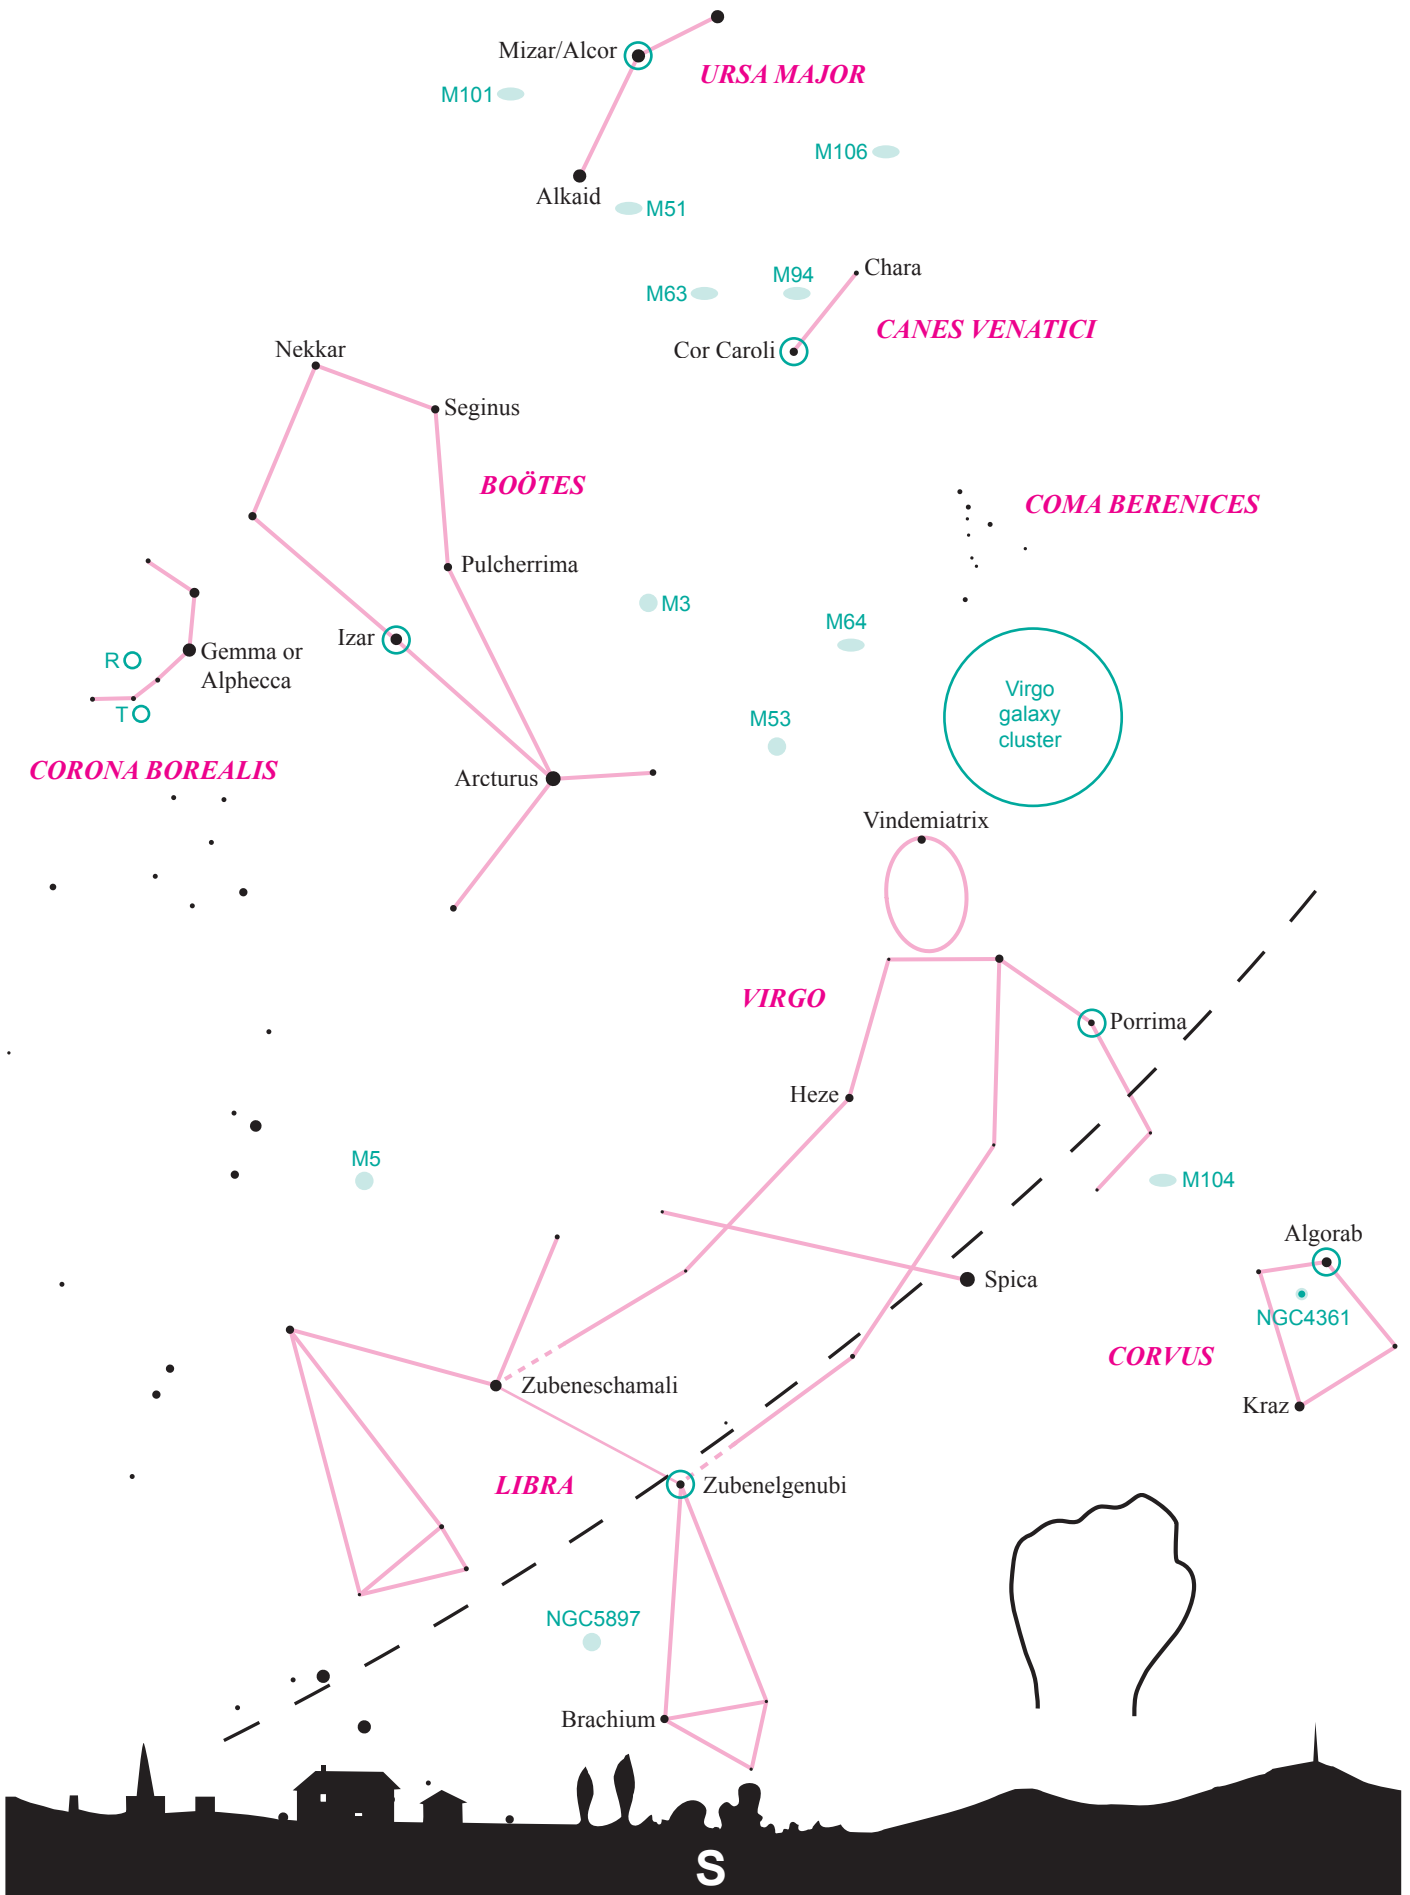 Mizar/Alcor
URSA MAJOR
M101
M106
Alkaid
M51
Chara
M63
M94
CANES VENATICI
Cor Caroli
Nekkar
Seginus
BOÖTES
COMA BERENICES
Pulcherrima
M3
M64
Izar
Gemma or
Alphecca
R
T
Virgo
galaxy
cluster
M53
CORONA BOREALIS
Arcturus
Vindemiatrix
VIRGO
Porrima
Heze
M5
M104
Algorab
Spica
NGC4361
CORVUS
Zubeneschamali
Kraz
LIBRA
Zubenelgenubi
NGC5897
Brachium
S